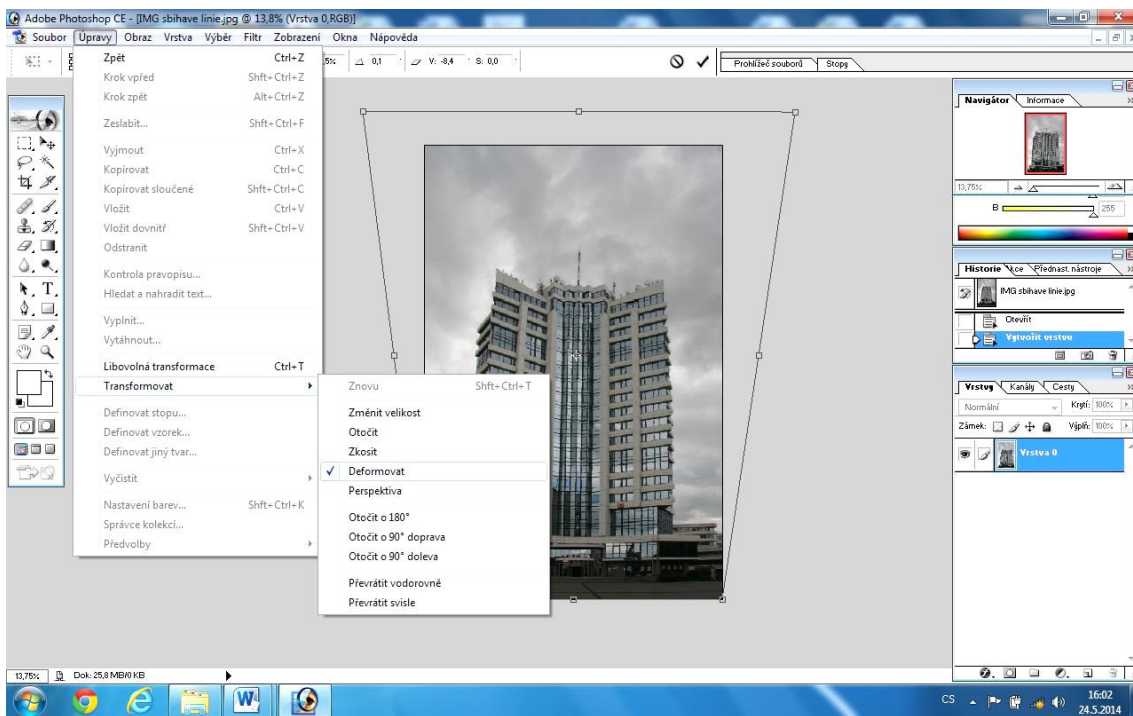 Adobe Photoshop CE - [IMG sbihave linie.jpg @ 13,8% (Vrstva 0,RGB)]
Soubor Úpravy Obraz Vrstva Výběr Filtr Zobrazení Okna Nápověda
,5% 0,1 V: -8,4 S: 0,0 Prohlížeč souborů Stopy
Zpět Ctrl+Z
Krok vpřed Shft+Ctrl+Z
Krok zpět Alt+Ctrl+Z
Zeslabit... Shft+Ctrl+F
Vyjmout Ctrl+X
Kopírovat Ctrl+C
Kopírovat sloučené Shft+Ctrl+C
Vložit Ctrl+V
Vložit dovnitř Shft+Ctrl+V
Odstranit
Kontrola pravopisu...
Hledat a nahradit text...
Vyplnit...
Vytáhnout...
Libovolná transformace Ctrl+T
Transformovat
Definovat stopu...
Definovat vzorek...
Definovat jiný tvar...
Vyčistit
Nastavení barev... Shft+Ctrl+K
Správce kolekcí...
Předvolby
Znovu Shft+Ctrl+T
Změnit velikost
Otočit
Zkosit
Deformovat
Perspektiva
Otočit o 180°
Otočit o 90° doprava
Otočit o 90° doleva
Převrátit vodorovně
Převrátit svisle
Navigátor Informace
13,75%
B 255
Historie kce Přednast. nástroje
IMG sbihave linie.jpg
Otevřít
Vytvořit vrstvu
Vrstvy Kanály Cesty
Normální Krytí: 100%
Zámek: Výplň: 100%
Vrstva 0
13,75% Dok: 25,8 MB/0 KB
CS 16:02
24.5.2014